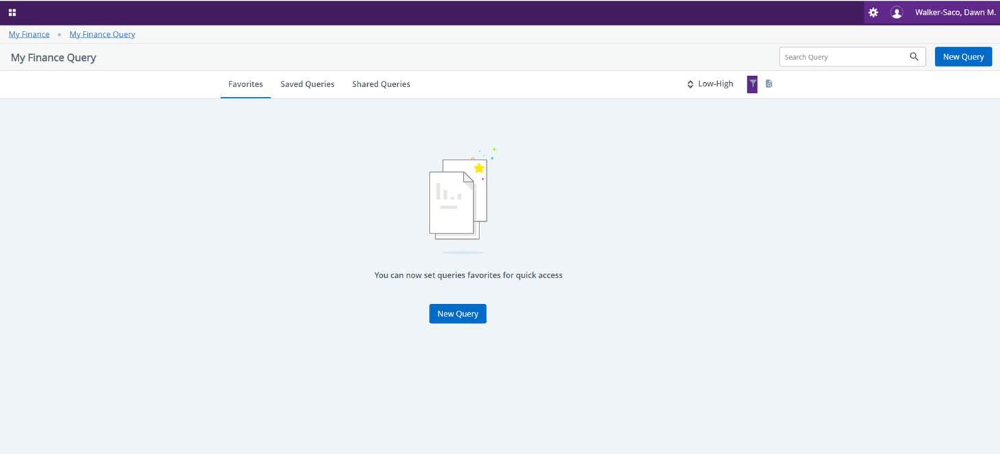 Walker-Saco, Dawn M.
My Finance • My Finance Query
My Finance Query
Search Query
New Query
Favorites Saved Queries Shared Queries Low-High
You can now set queries favorites for quick access
New Query